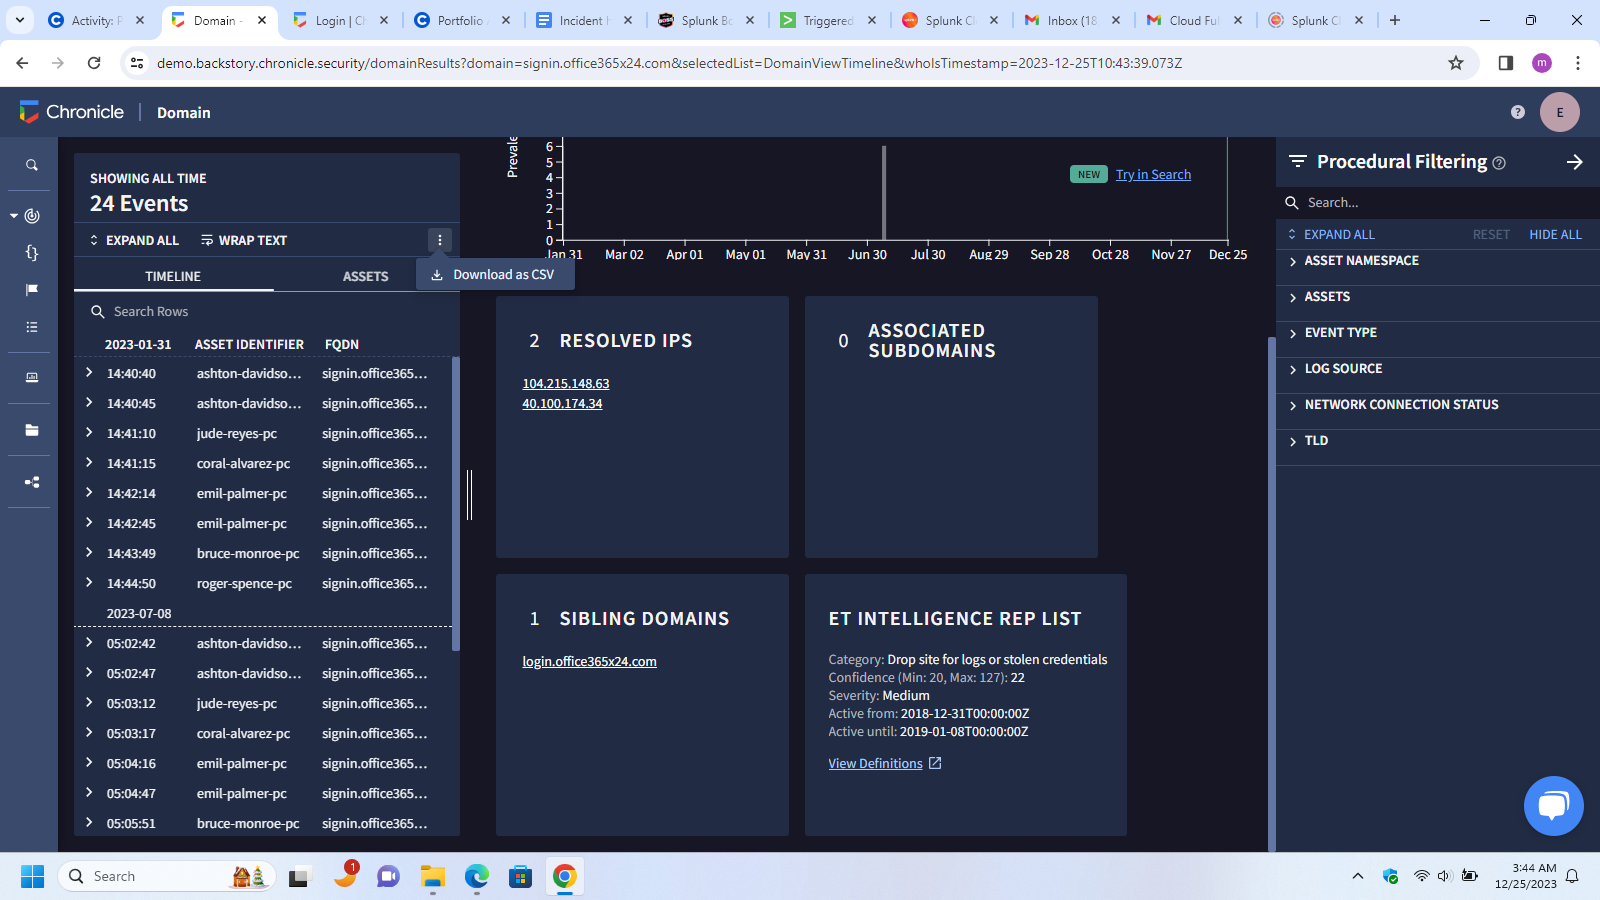 Activity: P
Domain -
Login | Ch
Portfolio A
Incident h
Splunk Bo
Triggered
Splunk Cl
Inbox (18
Cloud Ful
Splunk Cl
demo.backstory.chronicle.security/domainResults?domain=signin.office365x24.com&selectedList=DomainViewTimeline&whoIsTimestamp=2023-12-25T10:43:39.073Z
m
Chronicle
Domain
E
SHOWING ALL TIME
24 Events
EXPAND ALL
WRAP TEXT
Download as CSV
TIMELINE
ASSETS
Search Rows
2023-01-31 ASSET IDENTIFIER FQDN
14:40:40 ashton-davidso... signin.office365...
14:40:45 ashton-davidso... signin.office365...
14:41:10 jude-reyes-pc signin.office365...
14:41:15 coral-alvarez-pc signin.office365...
14:42:14 emil-palmer-pc signin.office365...
14:42:45 emil-palmer-pc signin.office365...
14:43:49 bruce-monroe-pc signin.office365...
14:44:50 roger-spence-pc signin.office365...
2023-07-08
05:02:42 ashton-davidso... signin.office365...
05:02:47 ashton-davidso... signin.office365...
05:03:12 jude-reyes-pc signin.office365...
05:03:17 coral-alvarez-pc signin.office365...
05:04:16 emil-palmer-pc signin.office365...
05:04:47 emil-palmer-pc signin.office365...
05:05:51 bruce-monroe-pc signin.office365...
Prevale
6
5
4
3
2
1
0
Jan 31 Mar 02 Apr 01 May 01 May 31 Jun 30 Jul 30 Aug 29 Sep 28 Oct 28 Nov 27 Dec 25
NEW Try in Search
2 RESOLVED IPS
104.215.148.63
40.100.174.34
0 ASSOCIATED
SUBDOMAINS
1 SIBLING DOMAINS
login.office365x24.com
ET INTELLIGENCE REP LIST
Category: Drop site for logs or stolen credentials
Confidence (Min: 20, Max: 127): 22
Severity: Medium
Active from: 2018-12-31T00:00:00Z
Active until: 2019-01-08T00:00:00Z
View Definitions
Procedural Filtering
Search...
EXPAND ALL
RESET
HIDE ALL
ASSET NAMESPACE
ASSETS
EVENT TYPE
LOG SOURCE
NETWORK CONNECTION STATUS
TLD
Search
1
3:44 AM
12/25/2023